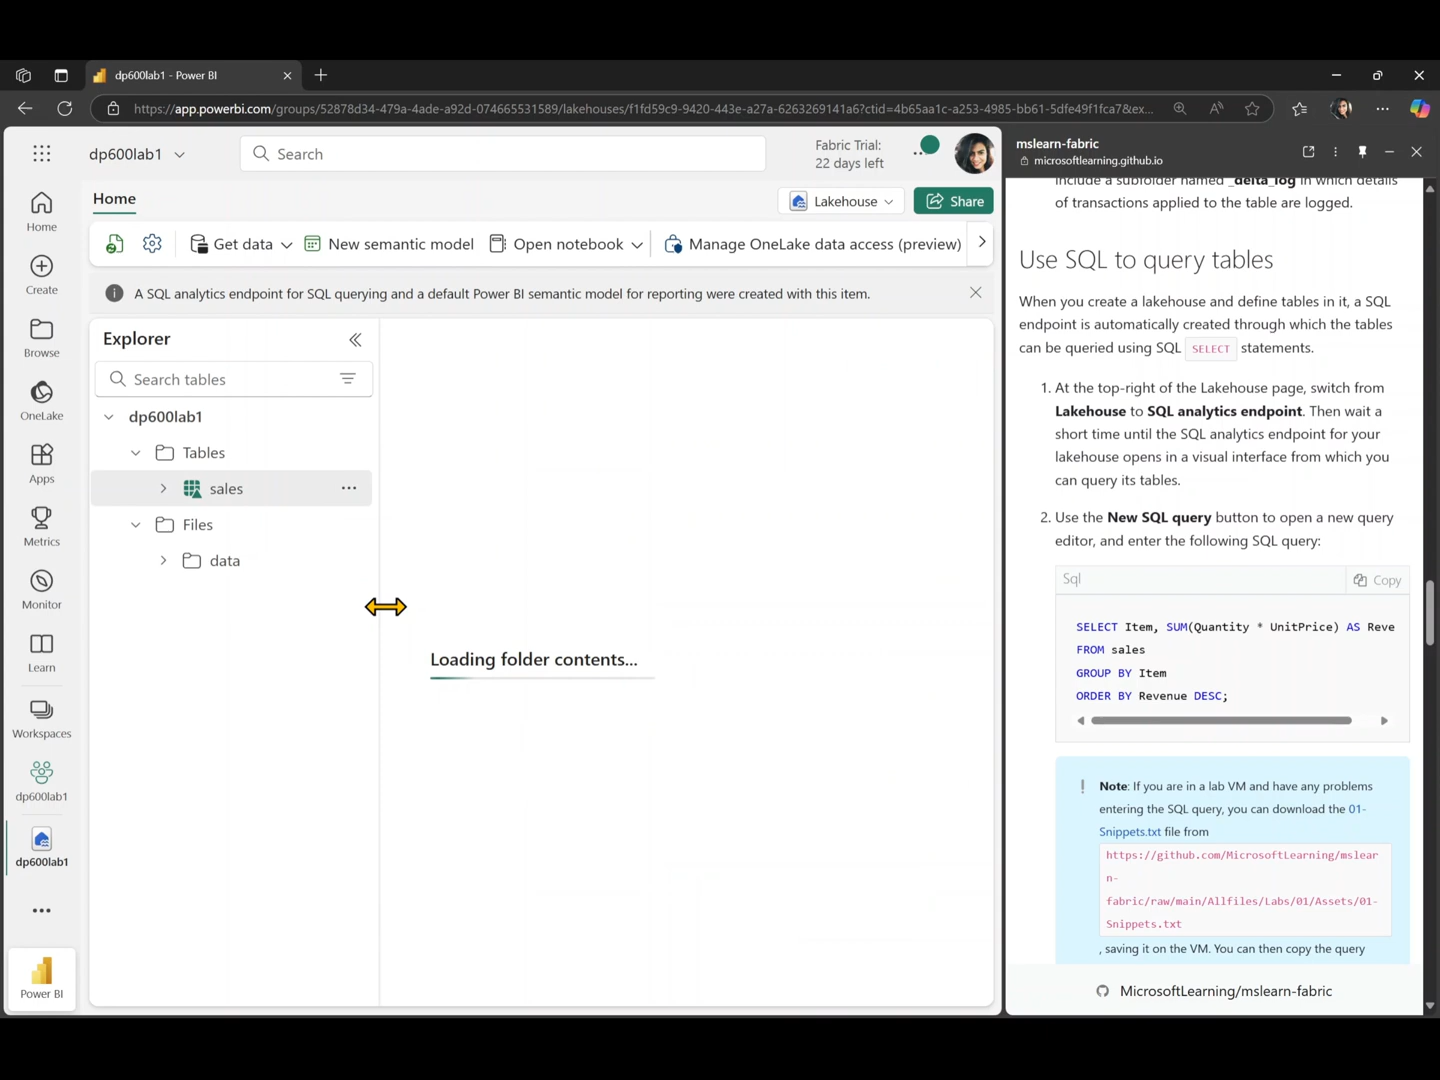 dp600lab1 - Power BI
https://app.powerbi.com/groups/52878d34-479a-4ade-a92d-074665531589/lakehouses/f1fd59c9-9420-443e-a27a-6263269141a6?ctid=4b65aa1c-a253-4985-bb61-5dfe49f1fca7&ex...
dp600lab1
Search
Fabric Trial:
22 days left
Home
Lakehouse
Share
Get data
New semantic model
Open notebook
Manage OneLake data access (preview)
A SQL analytics endpoint for SQL querying and a default Power BI semantic model for reporting were created with this item.
Home
Create
Browse
OneLake
Apps
Metrics
Monitor
Learn
Workspaces
dp600lab1
dp600lab1
Power BI
Explorer
Search tables
dp600lab1
Tables
sales
Files
data
Loading folder contents...
mslearn-fabric
microsoftlearning.github.io
include a subfolder named _delta_log in which details
of transactions applied to the table are logged.
Use SQL to query tables
When you create a lakehouse and define tables in it, a SQL
endpoint is automatically created through which the tables
can be queried using SQL SELECT statements.
1. At the top-right of the Lakehouse page, switch from
Lakehouse to SQL analytics endpoint. Then wait a
short time until the SQL analytics endpoint for your
lakehouse opens in a visual interface from which you
can query its tables.
2. Use the New SQL query button to open a new query
editor, and enter the following SQL query:
Sql
Copy
SELECT Item, SUM(Quantity * UnitPrice) AS Reve
FROM sales
GROUP BY Item
ORDER BY Revenue DESC;
Note: If you are in a lab VM and have any problems
entering the SQL query, you can download the 01-
Snippets.txt file from
https://github.com/MicrosoftLearning/mslear
n-
fabric/raw/main/Allfiles/Labs/01/Assets/01-
Snippets.txt
, saving it on the VM. You can then copy the query
MicrosoftLearning/mslearn-fabric